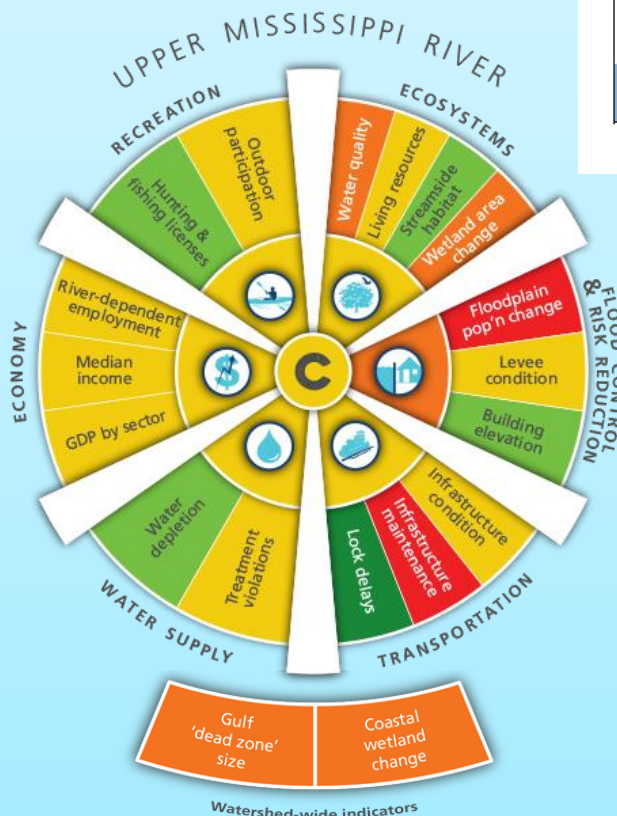 UPPER MISSISSIPPI RIVER
RECREATION
Hunting &
fishing licenses
Outdoor
participation
ECOSYSTEMS
Water quality
Living resources
Streamside
habitat
Wetland area
change
FLOOD CONTROL
& RISK REDUCTION
Floodplain
pop'n change
Levee
condition
Building
elevation
ECONOMY
River-dependent
employment
Median
income
GDP by sector
$
C
WATER SUPPLY
Water
depletion
Treatment
violations
TRANSPORTATION
Lock delays
Infrastructure
maintenance
Infrastructure
condition
Gulf
'dead zone'
size
Coastal
wetland
change
Watershed-wide indicators